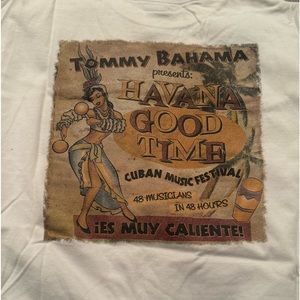 TOMMY BAHAMA
presents:
HAVANA
GOOD
TIME
CUBAN MUSIC FESTIVAL
48 MUSICIANS
IN 48 HOURS
¡ES MUY CALIENTE!